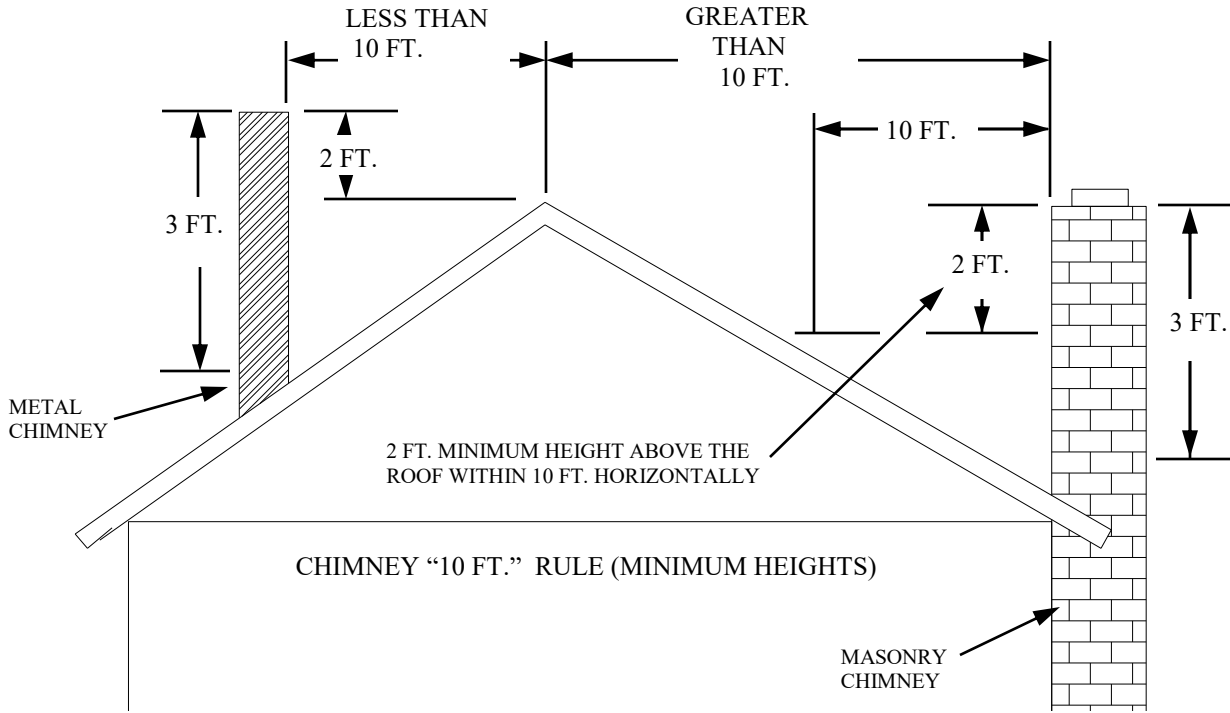 LESS THAN
10 FT.
GREATER
THAN
10 FT.
10 FT.
2 FT.
3 FT.
2 FT.
3 FT.
METAL
CHIMNEY
2 FT. MINIMUM HEIGHT ABOVE THE
ROOF WITHIN 10 FT. HORIZONTALLY
CHIMNEY “10 FT.” RULE (MINIMUM HEIGHTS)
MASONRY
CHIMNEY